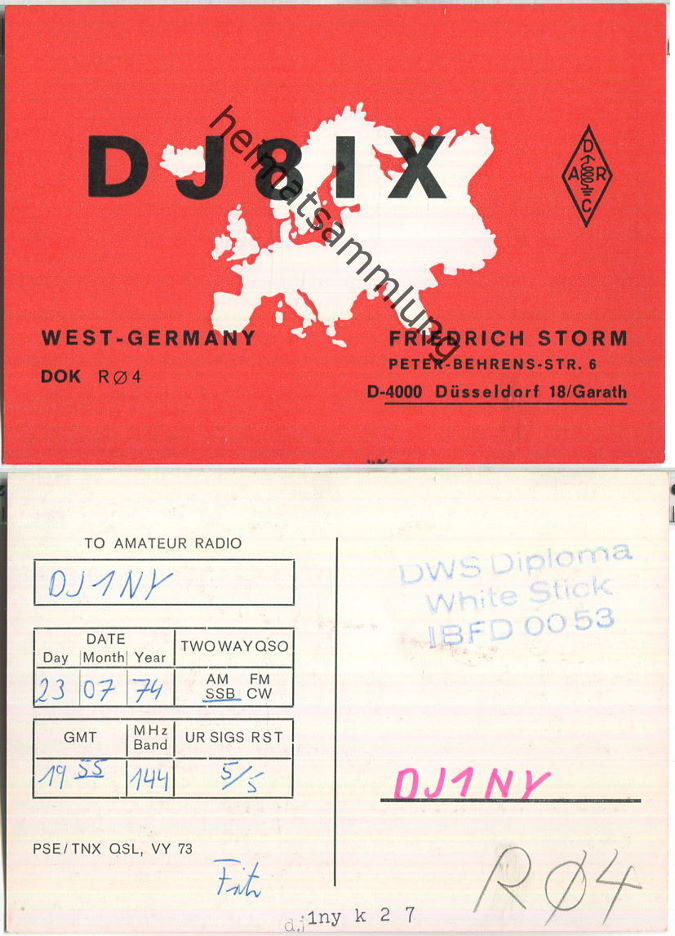 DJ8IX
heimatsammlung
D
A R
C
WEST-GERMANY
DOK RØ4
FRIEDRICH STORM
PETER-BEHRENS-STR. 6
D-4000 Düsseldorf 18/Garath
TO AMATEUR RADIO
DJ1NY
DATE
Day Month Year
TWO WAY QSO
23 07 74
AM FM
SSB CW
GMT
MHz
Band
UR SIGS RST
19 55
144
5/5
PSE/TNX QSL, VY 73
Fritz
DWS Diploma
White Stick
IBFD 00 53
DJ1NY
RØ4
dj1ny k 2 7